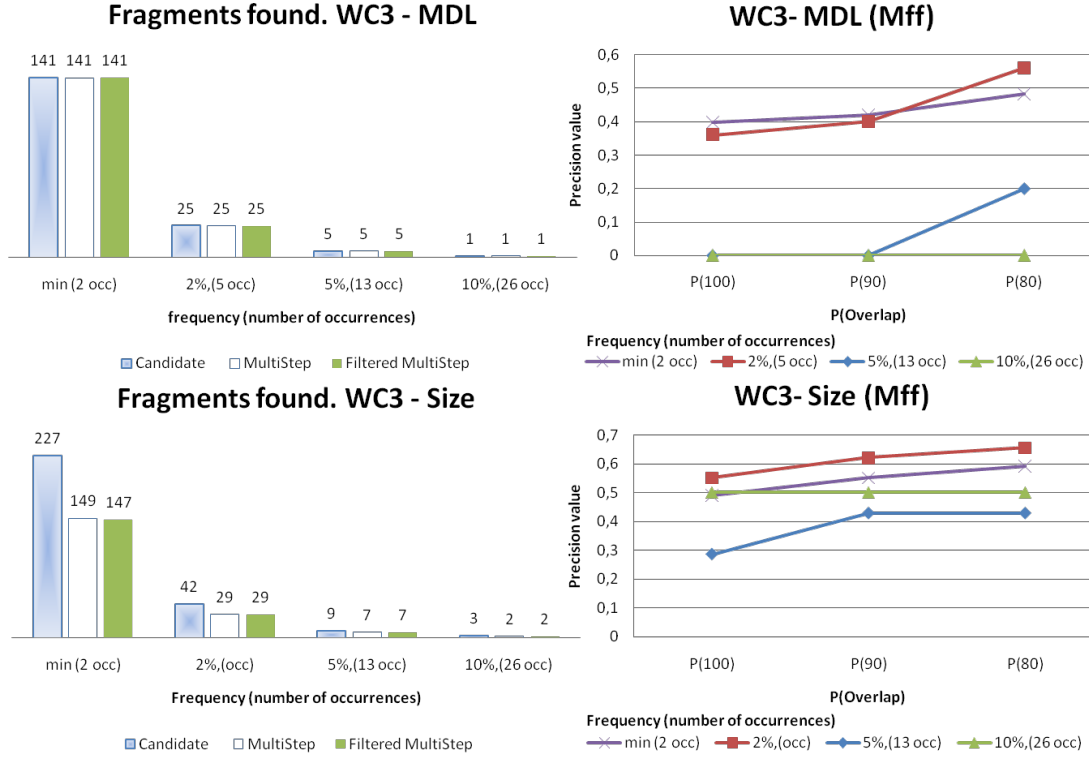 Fragments found. WC3 - MDL
141 141 141
25 25 25
5 5 5
1 1 1
min (2 occ) 2%,(5 occ) 5%,(13 occ) 10%,(26 occ)
frequency (number of occurrences)
Candidate MultiStep Filtered MultiStep
WC3- MDL (Mff)
0,6
0,5
0,4
0,3
0,2
0,1
0
Precision value
P(100) P(90) P(80)
P(Overlap)
Frequency (number of occurrences)
min (2 occ) 2%,(5 occ) 5%,(13 occ) 10%,(26 occ)
Fragments found. WC3 - Size
227 149 147
42 29 29
9 7 7
3 2 2
min (2 occ) 2%,(occ) 5%,(13 occ) 10%,(26 occ)
Frequency (number of occurrences)
Candidate MultiStep Filtered MultiStep
WC3- Size (Mff)
0,7
0,6
0,5
0,4
0,3
0,2
0,1
0
Precision value
P(100) P(90) P(80)
P(Overlap)
Frequency (number of occurrences)
min (2 occ) 2%,(occ) 5%,(13 occ) 10%,(26 occ)